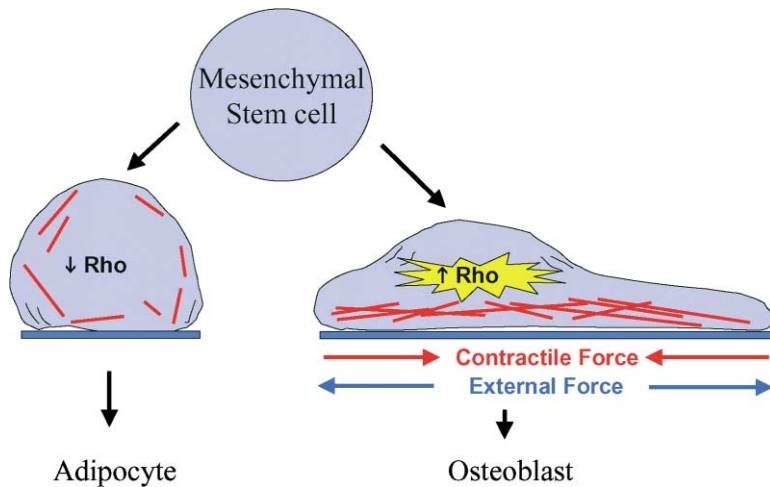 Mesenchymal
Stem cell
↓ Rho
↑ Rho
Contractile Force
External Force
Adipocyte
Osteoblast